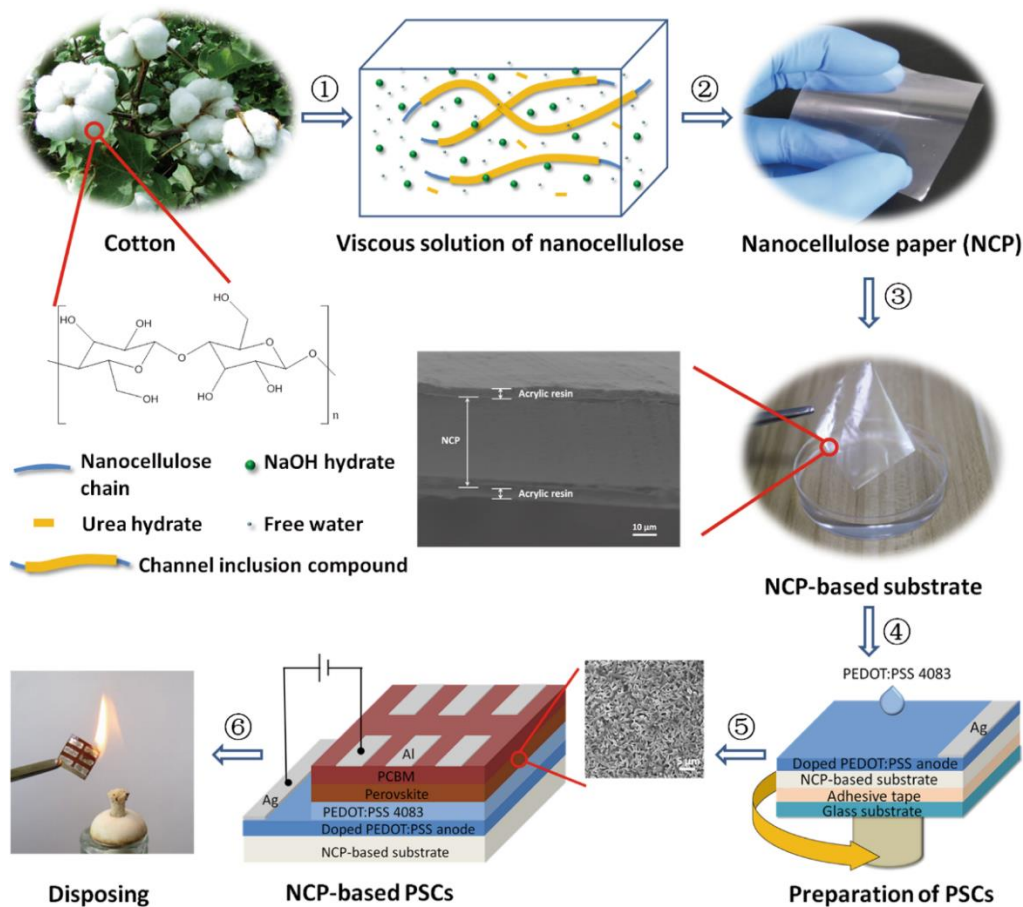 ①
②
Cotton
Viscous solution of nanocellulose
Nanocellulose paper (NCP)
③
HO
OH
HO
O
O
OH
HO
O
O
HO
OH
n
Acrylic resin
NCP
Acrylic resin
10 μm
Nanocellulose chain
NaOH hydrate
Urea hydrate
Free water
Channel inclusion compound
NCP-based substrate
④
PEDOT:PSS 4083
Ag
Doped PEDOT:PSS anode
NCP-based substrate
Adhesive tape
Glass substrate
Preparation of PSCs
⑤
5 μm
Al
Ag
PCBM
Perovskite
PEDOT:PSS 4083
Doped PEDOT:PSS anode
NCP-based substrate
NCP-based PSCs
⑥
Disposing